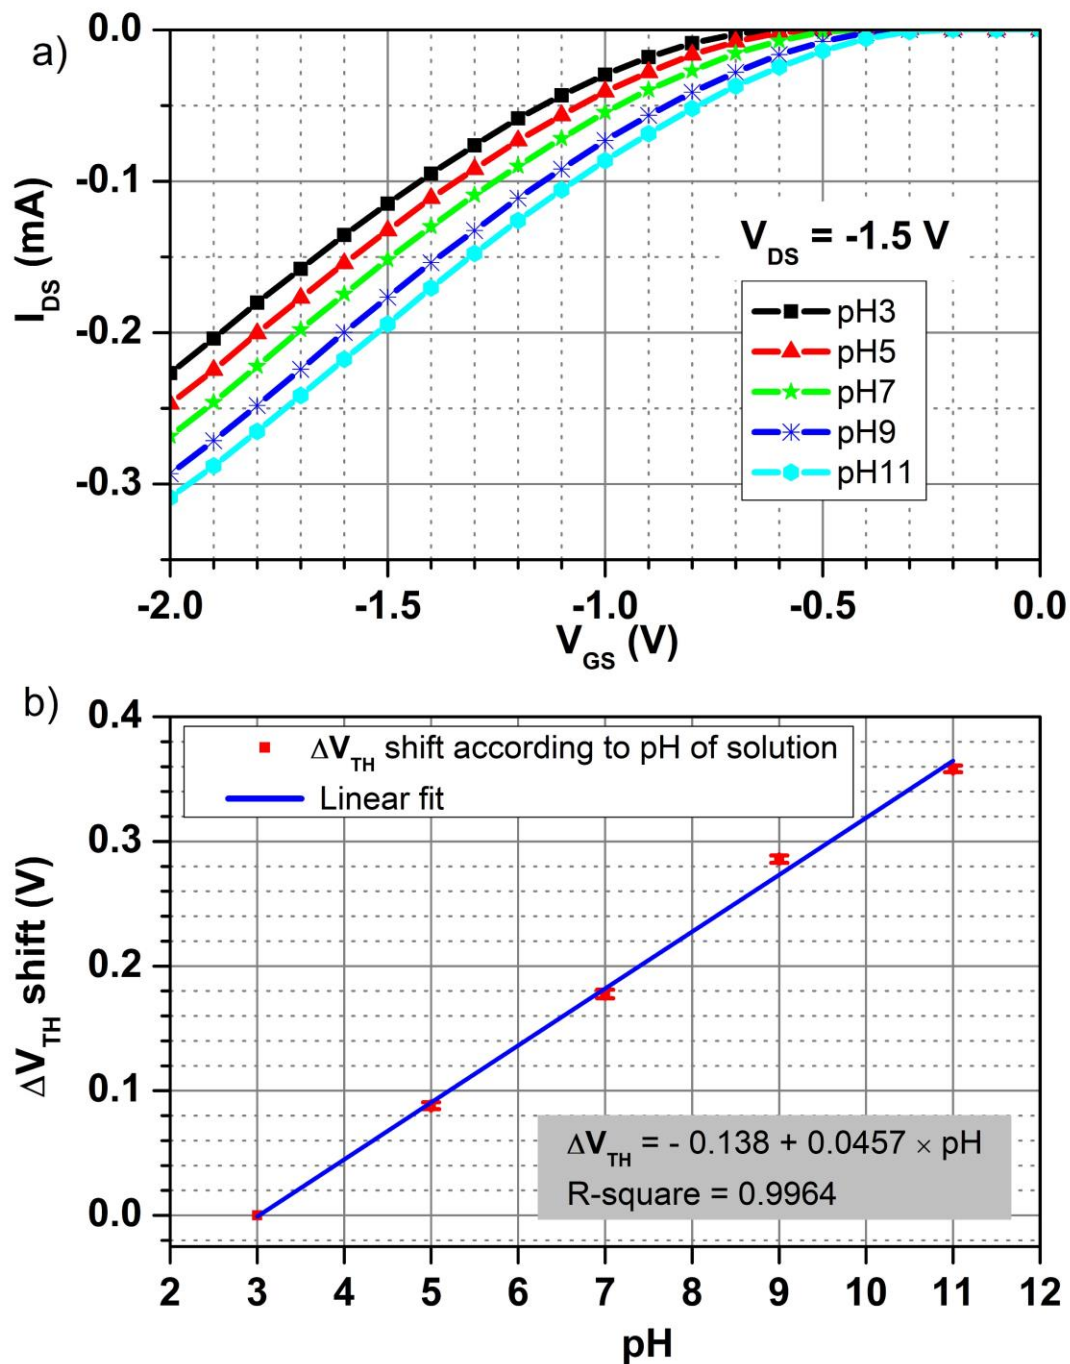 a)
0.0
-0.1
-0.2
-0.3
I_DS (mA)
V_DS = -1.5 V
pH3
pH5
pH7
pH9
pH11
-2.0 -1.5 -1.0 -0.5 0.0
V_GS (V)
b)
0.4
0.3
0.2
0.1
0.0
ΔV_TH shift (V)
ΔV_TH shift according to pH of solution
Linear fit
ΔV_TH = - 0.138 + 0.0457 × pH
R-square = 0.9964
2 3 4 5 6 7 8 9 10 11 12
pH